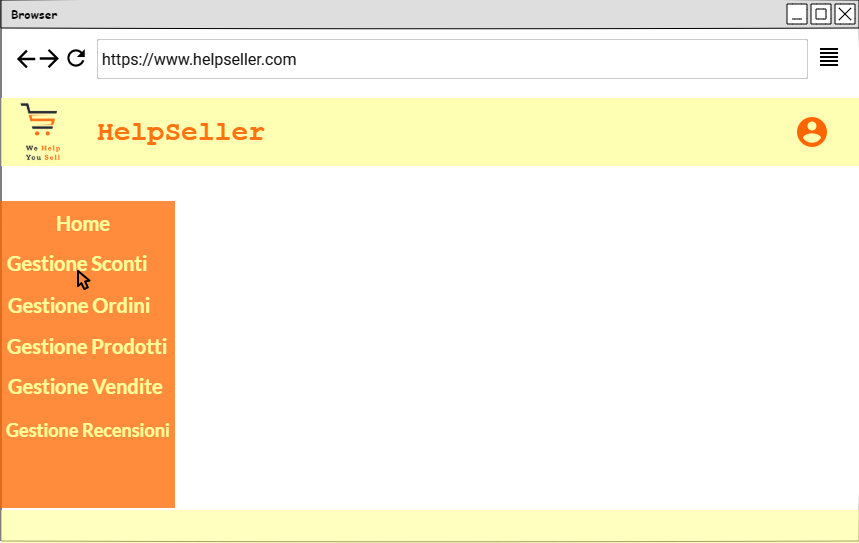 Browser
https://www.helpseller.com
We Help
You Sell
HelpSeller
Home
Gestione Sconti
Gestione Ordini
Gestione Prodotti
Gestione Vendite
Gestione Recensioni